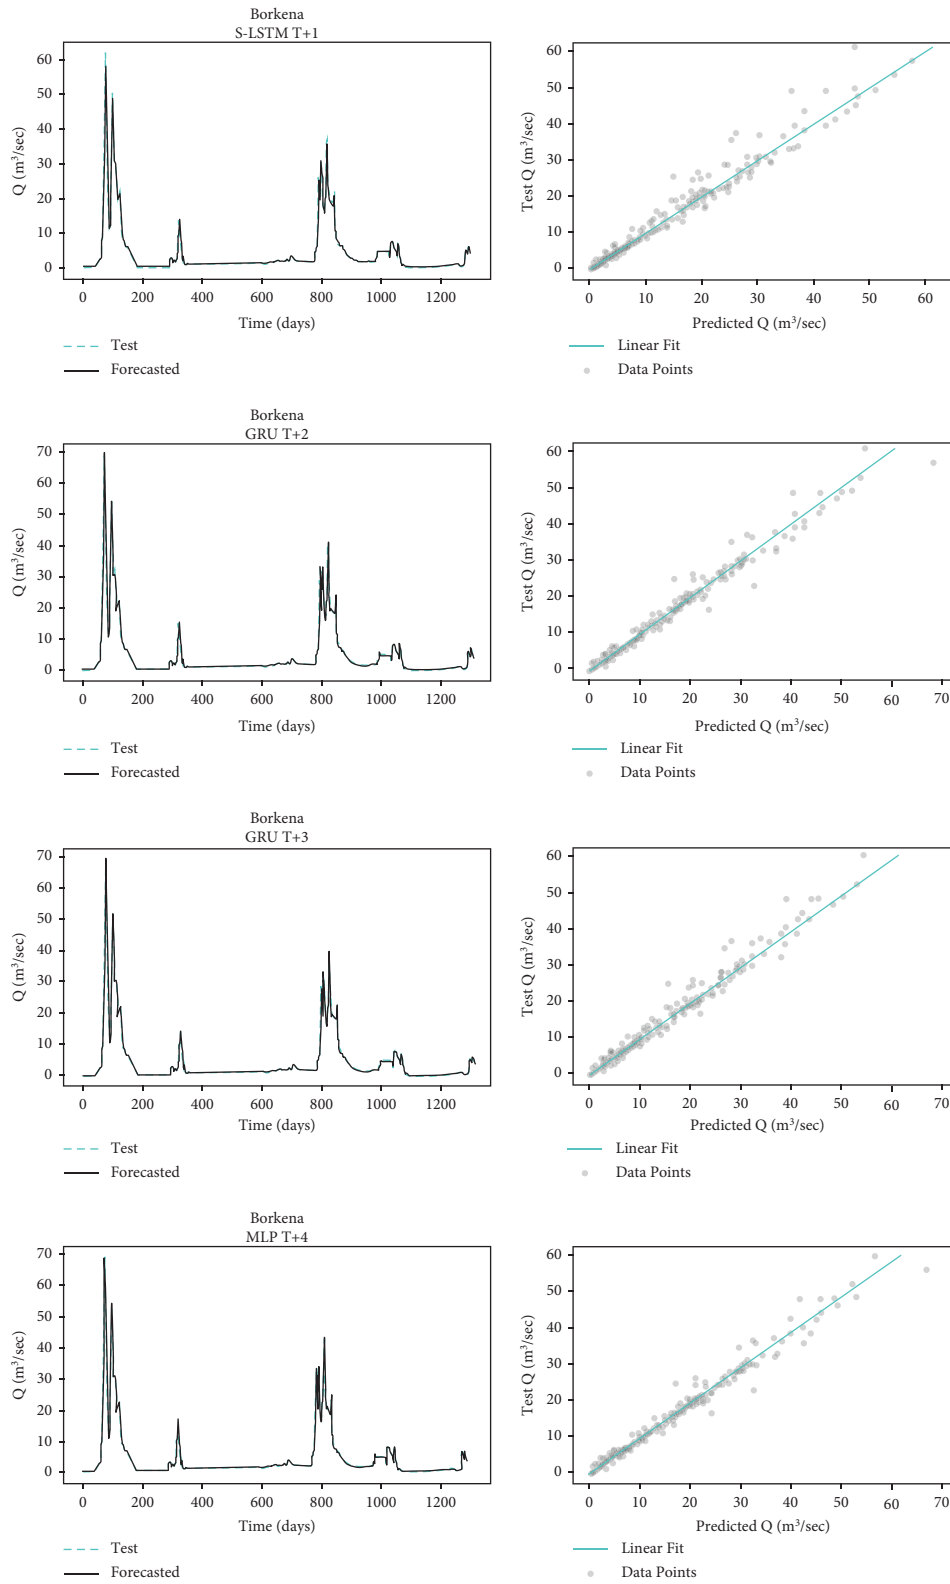 Borkena
S-LSTM T+1
60
50
40
30
20
10
0
Q (m³/sec)
0 200 400 600 800 1000 1200
Time (days)
Test
Forecasted
60
50
40
30
20
10
0
Test Q (m³/sec)
0 10 20 30 40 50 60
Predicted Q (m³/sec)
Linear Fit
Data Points
Borkena
GRU T+2
70
60
50
40
30
20
10
0
Q (m³/sec)
0 200 400 600 800 1000 1200
Time (days)
Test
Forecasted
60
50
40
30
20
10
0
Test Q (m³/sec)
0 10 20 30 40 50 60 70
Predicted Q (m³/sec)
Linear Fit
Data Points
Borkena
GRU T+3
70
60
50
40
30
20
10
0
Q (m³/sec)
0 200 400 600 800 1000 1200
Time (days)
Test
Forecasted
60
50
40
30
20
10
0
Test Q (m³/sec)
0 10 20 30 40 50 60 70
Predicted Q (m³/sec)
Linear Fit
Data Points
Borkena
MLP T+4
70
60
50
40
30
20
10
0
Q (m³/sec)
0 200 400 600 800 1000 1200
Time (days)
Test
Forecasted
60
50
40
30
20
10
0
Test Q (m³/sec)
0 10 20 30 40 50 60 70
Predicted Q (m³/sec)
Linear Fit
Data Points